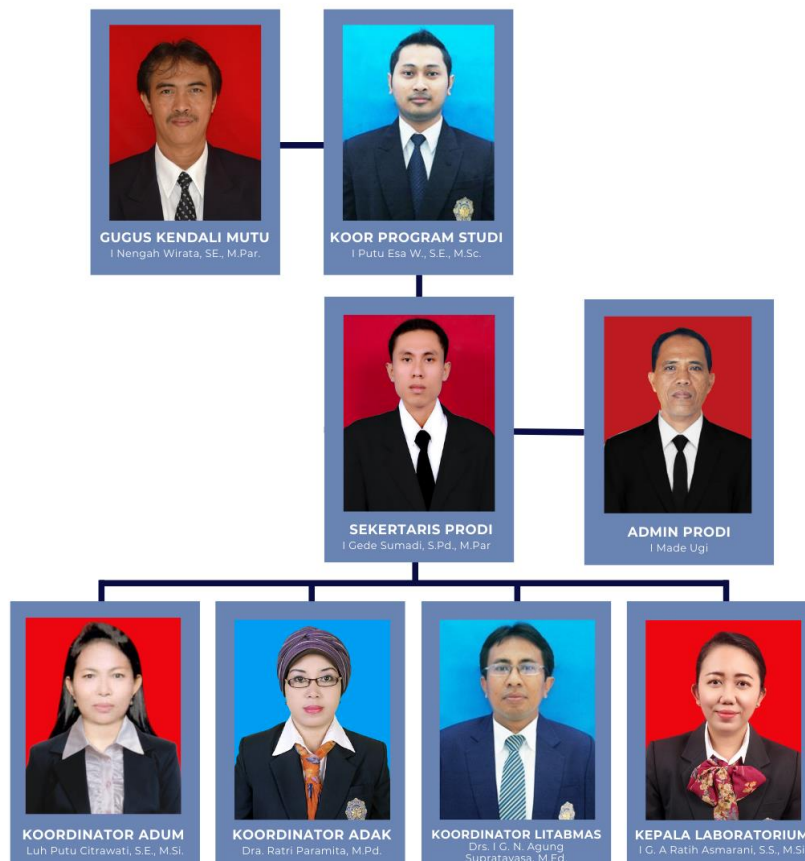 GUGUS KENDALI MUTU
I Nengah Wirata, SE., M.Par.
KOOR PROGRAM STUDI
I Putu Esa W., S.E., M.Sc.
SEKERTARIS PRODI
I Gede Sumadi, S.Pd., M.Par
ADMIN PRODI
I Made Ugi
KOORDINATOR ADUM
Luh Putu Citrawati, S.E., M.Si.
KOORDINATOR ADAK
Dra. Ratri Paramita, M.Pd.
KOORDINATOR LITABMAS
Drs. I G. N. Agung
Supratayasa, M.Ed
KEPALA LABORATORIUM
I G. A Ratih Asmarani, S.S., M.Si